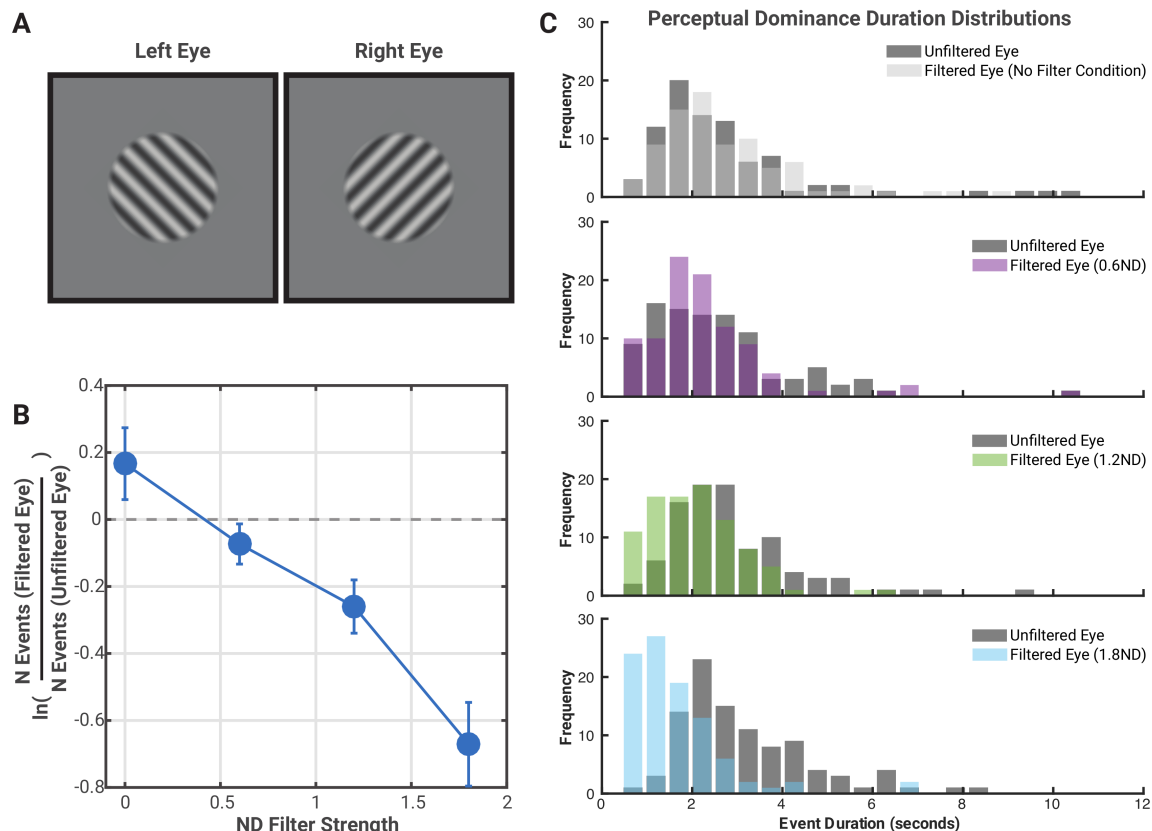 A
Left Eye
Right Eye
B
0.4
0.2
0
-0.2
-0.4
-0.6
-0.8
ln(
N Events (Filtered Eye)
N Events (Unfiltered Eye)
)
0
0.5
1
1.5
2
ND Filter Strength
C
Perceptual Dominance Duration Distributions
30
20
10
0
Frequency
Unfiltered Eye
Filtered Eye (No Filter Condition)
30
20
10
0
Frequency
Unfiltered Eye
Filtered Eye (0.6ND)
30
20
10
0
Frequency
Unfiltered Eye
Filtered Eye (1.2ND)
30
20
10
0
Frequency
Unfiltered Eye
Filtered Eye (1.8ND)
0
2
4
6
8
10
12
Event Duration (seconds)